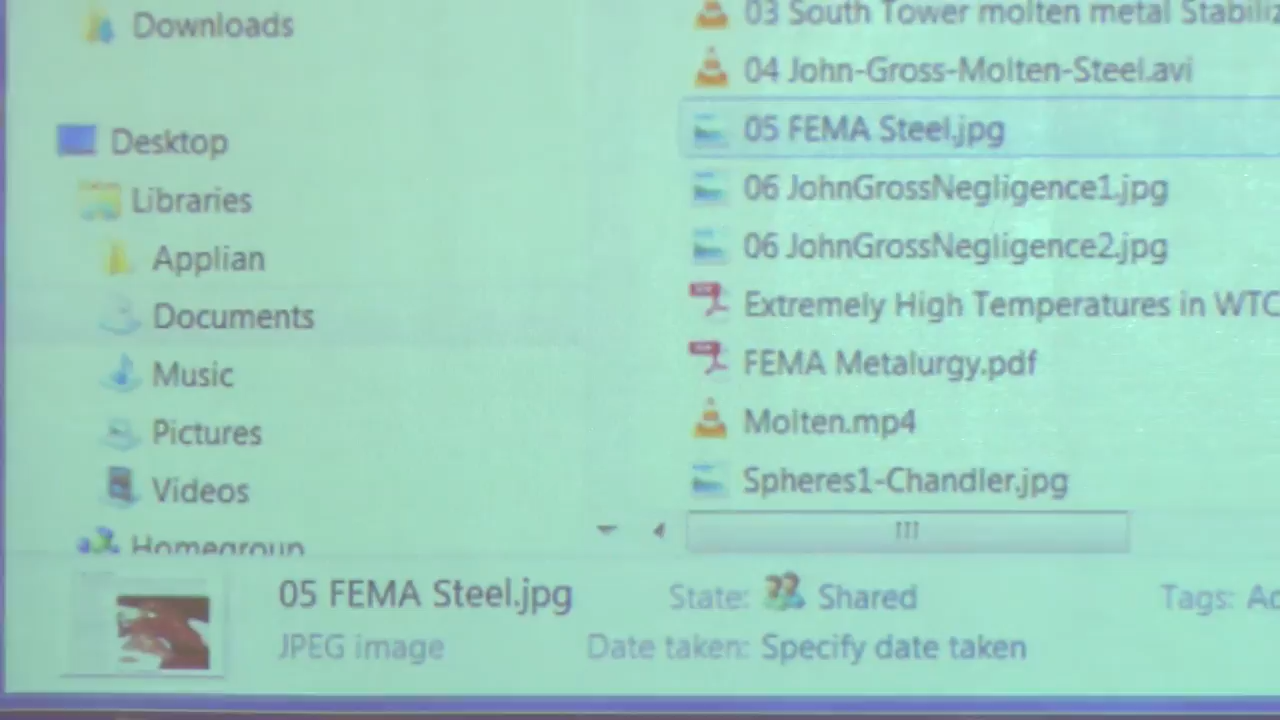 Downloads
Desktop
Libraries
Applian
Documents
Music
Pictures
Videos
Homegroup
03 South Tower molten metal
04 John-Gross-Molten-Steel.avi
05 FEMA Steel.jpg
06 JohnGrossNegligence1.jpg
06 JohnGrossNegligence2.jpg
Extremely High Temperatures in WTC
FEMA Metalurgy.pdf
Molten.mp4
Spheres1-Chandler.jpg
05 FEMA Steel.jpg
State: Shared
Tags:
JPEG image
Date taken: Specify date taken